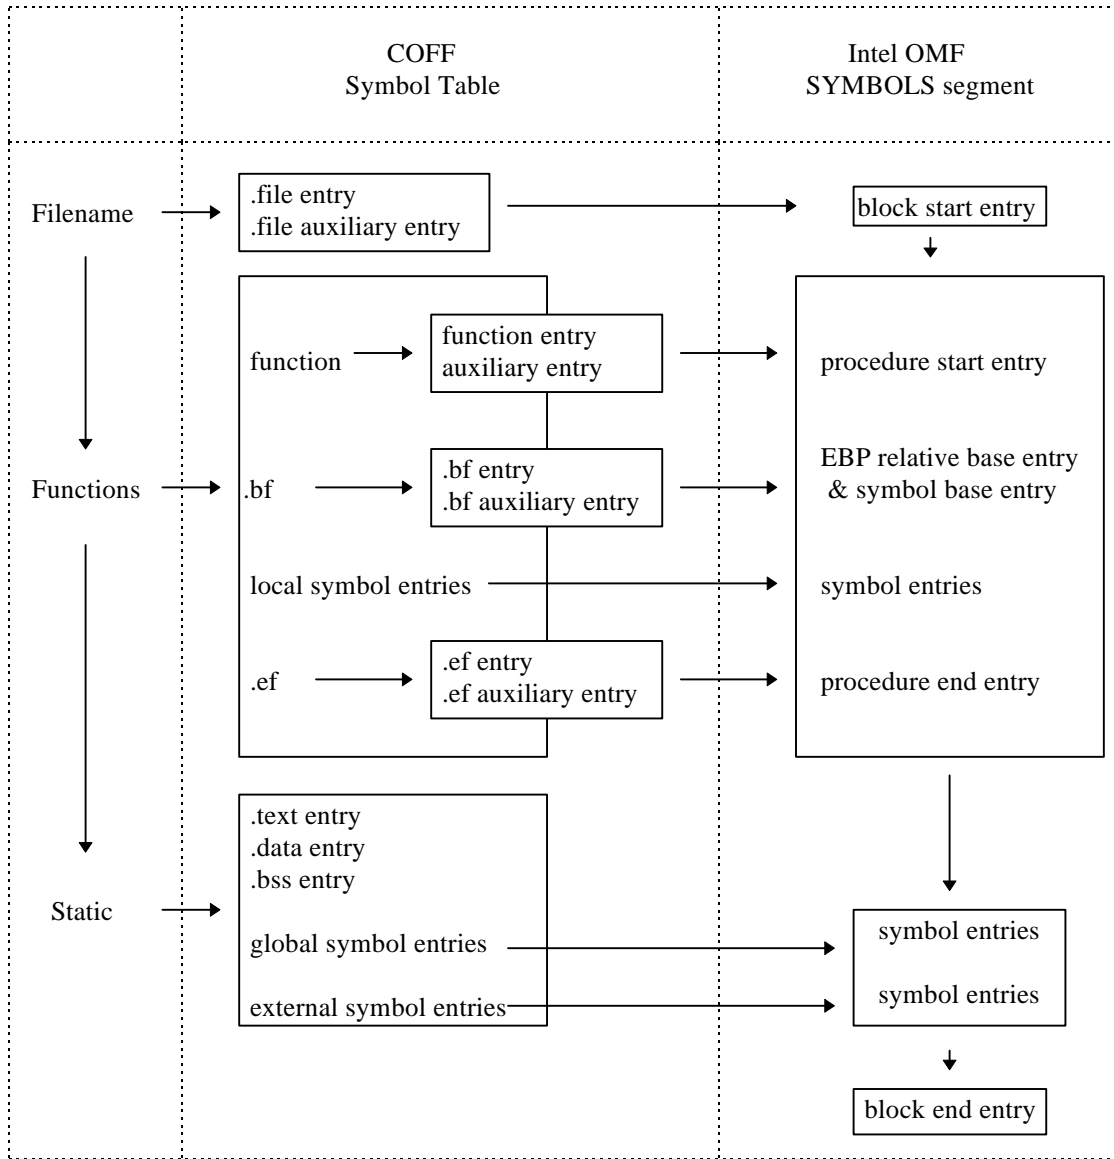 COFF
Symbol Table
Intel OMF
SYMBOLS segment
Filename
.file entry
.file auxiliary entry
block start entry
function
function entry
auxiliary entry
procedure start entry
Functions
.bf
.bf entry
.bf auxiliary entry
EBP relative base entry
& symbol base entry
local symbol entries
symbol entries
.ef
.ef entry
.ef auxiliary entry
procedure end entry
Static
.text entry
.data entry
.bss entry
global symbol entries
symbol entries
external symbol entries
symbol entries
block end entry